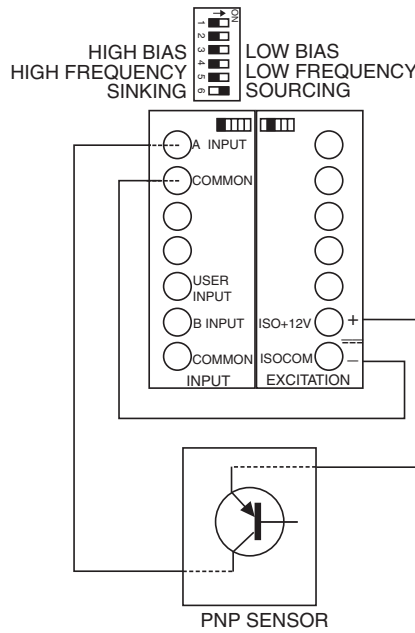 ON
1
2
3
4
5
6
HIGH BIAS
HIGH FREQUENCY
SINKING
LOW BIAS
LOW FREQUENCY
SOURCING
A INPUT
COMMON
USER
INPUT
B INPUT
COMMON
INPUT
ISO+12V
+
ISOCOM
–
EXCITATION
PNP SENSOR